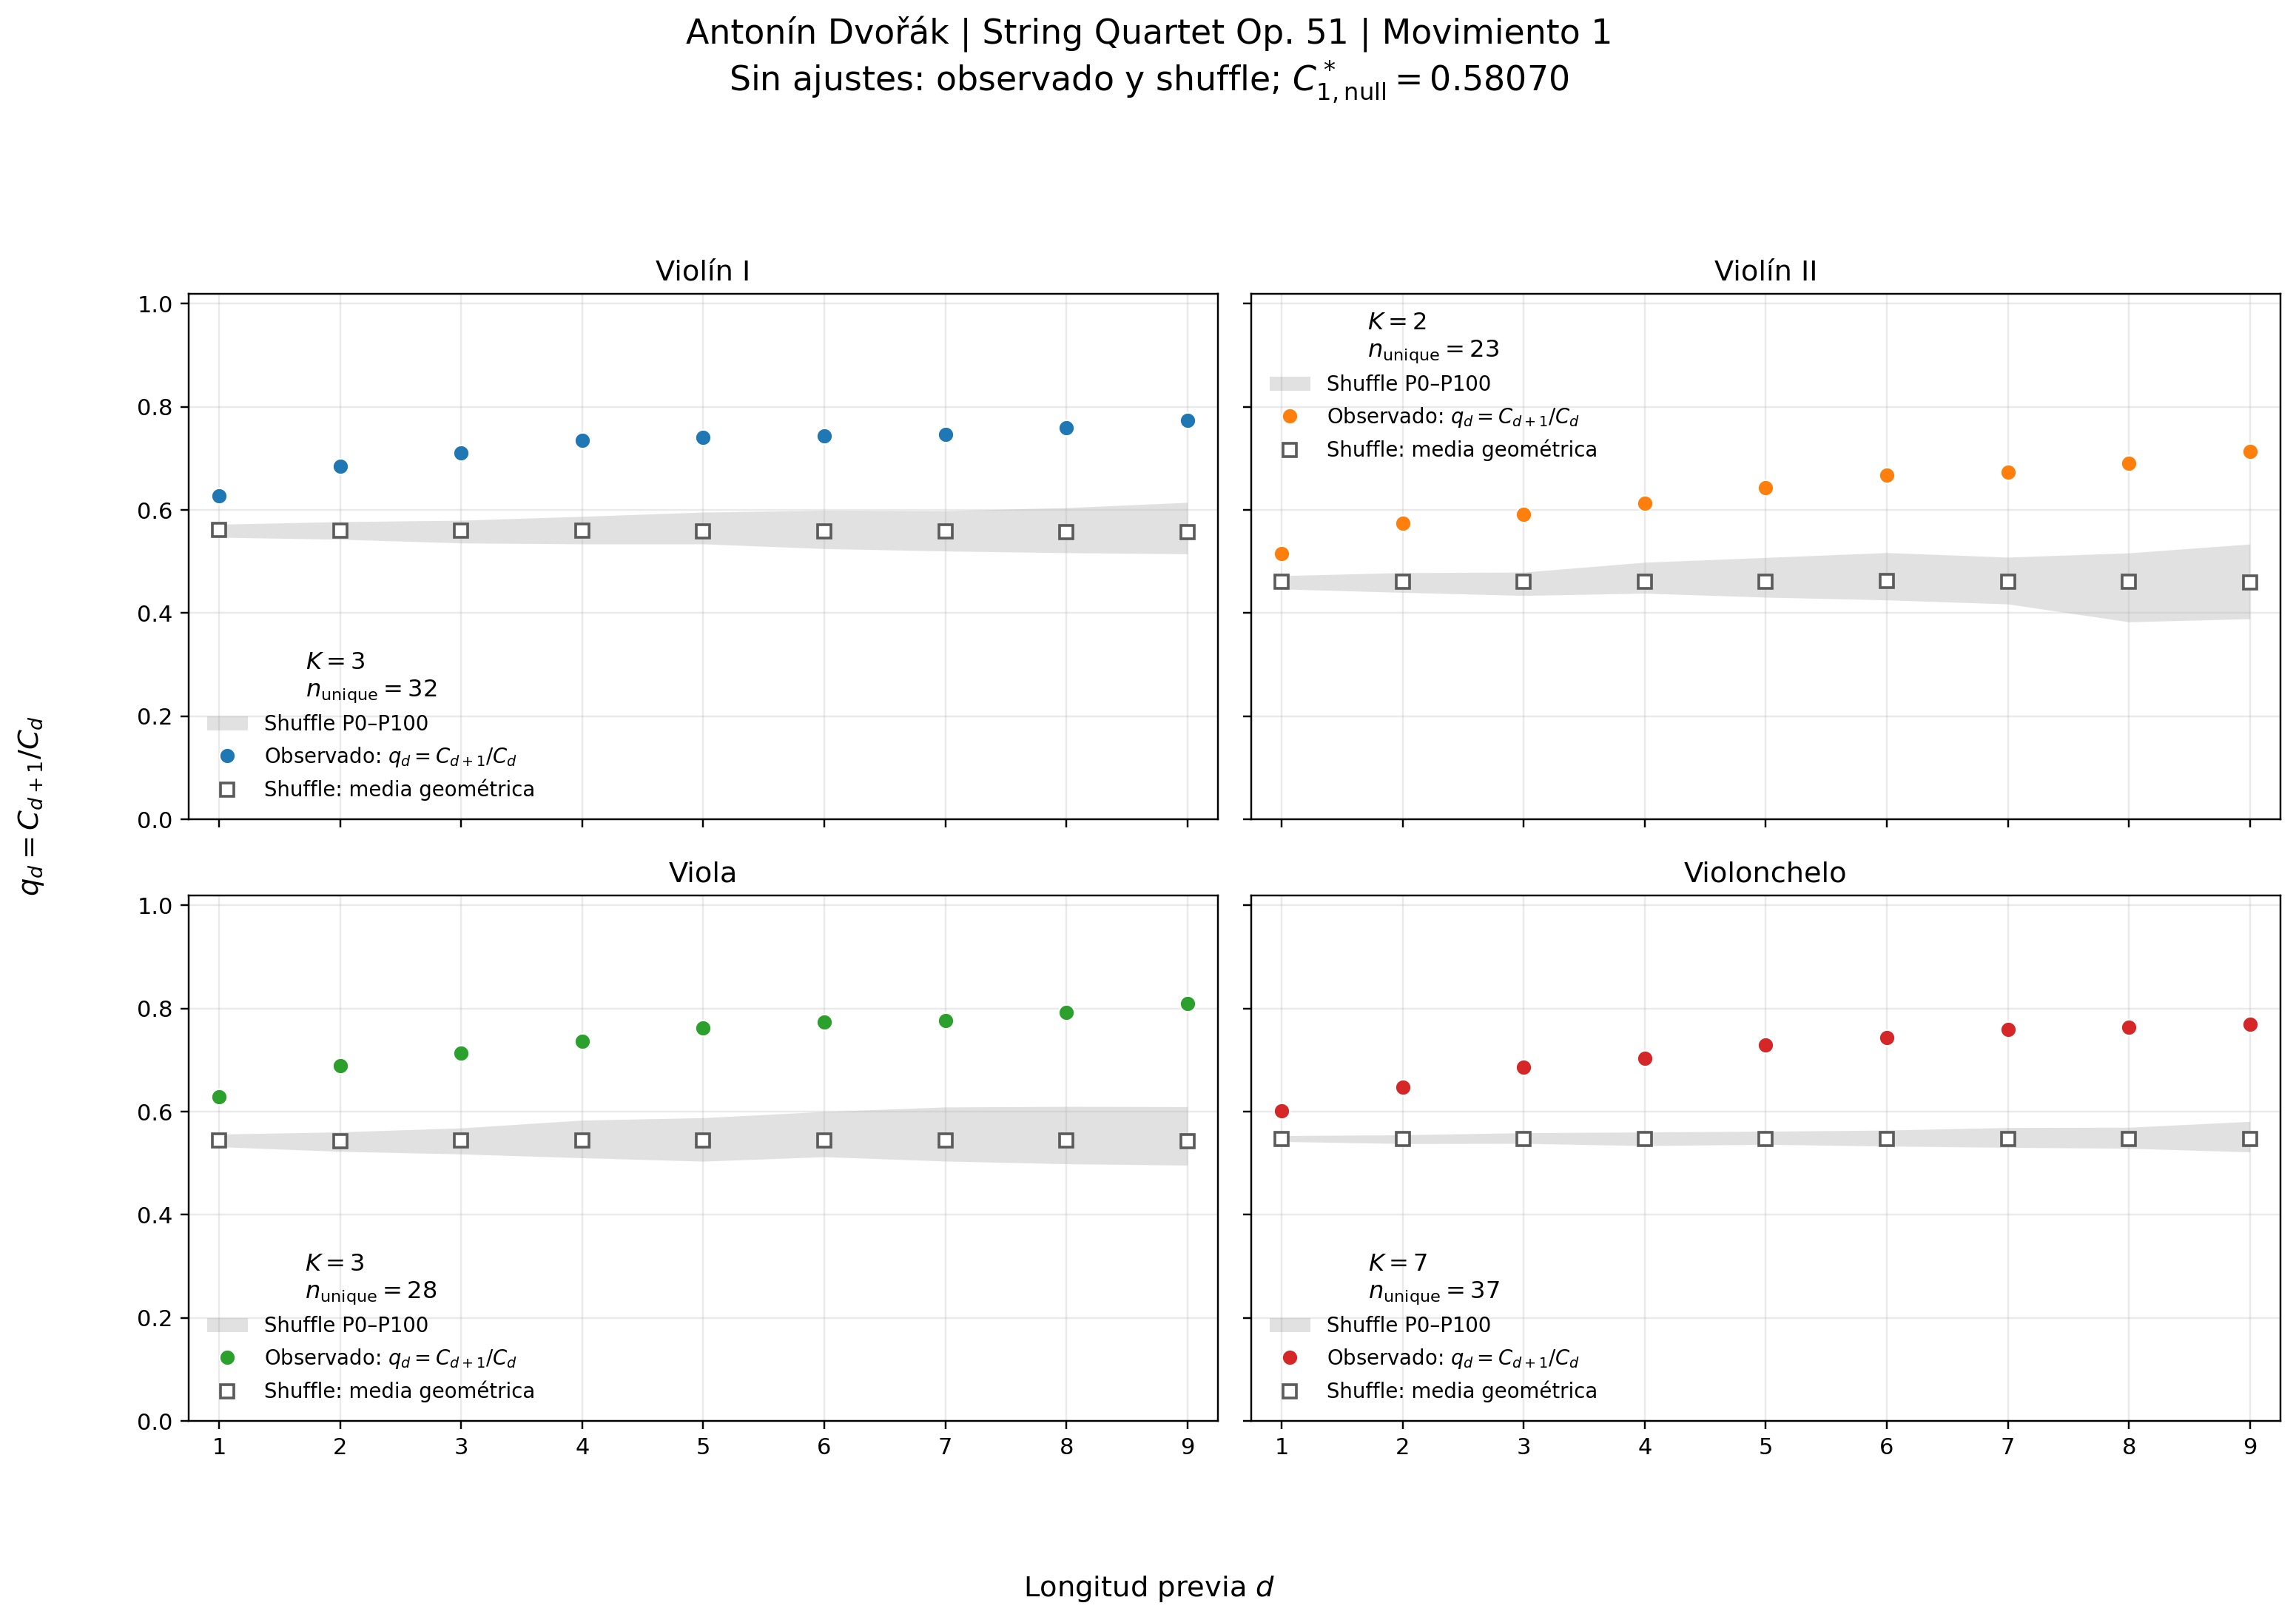 Antonín Dvořák | String Quartet Op. 51 | Movimiento 1
Sin ajustes: observado y shuffle; C*1, null = 0.58070
Violín I
1.0
0.8
0.6
0.4
0.2
0.0
K = 3
nunique = 32
Shuffle P0–P100
Observado: qd = Cd+1/Cd
Shuffle: media geométrica
Violín II
K = 2
nunique = 23
Shuffle P0–P100
Observado: qd = Cd+1/Cd
Shuffle: media geométrica
qd = Cd+1/Cd
Viola
1.0
0.8
0.6
0.4
0.2
0.0
K = 3
nunique = 28
Shuffle P0–P100
Observado: qd = Cd+1/Cd
Shuffle: media geométrica
1 2 3 4 5 6 7 8 9
Violonchelo
K = 7
nunique = 37
Shuffle P0–P100
Observado: qd = Cd+1/Cd
Shuffle: media geométrica
1 2 3 4 5 6 7 8 9
Longitud previa d